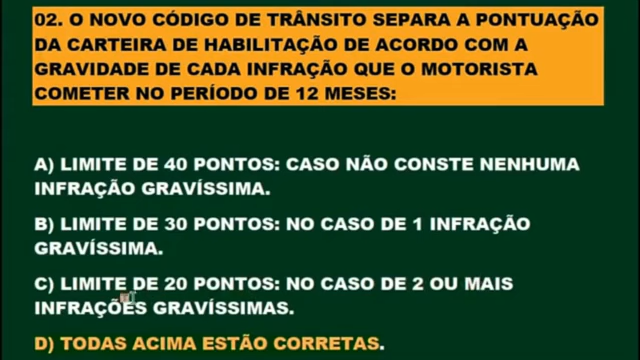 02. O NOVO CÓDIGO DE TRÂNSITO SEPARA A PONTUAÇÃO
DA CARTEIRA DE HABILITAÇÃO DE ACORDO COM A
GRAVIDADE DE CADA INFRAÇÃO QUE O MOTORISTA
COMETER NO PERÍODO DE 12 MESES:
A) LIMITE DE 40 PONTOS: CASO NÃO CONSTE NENHUMA
INFRAÇÃO GRAVÍSSIMA.
B) LIMITE DE 30 PONTOS: NO CASO DE 1 INFRAÇÃO
GRAVÍSSIMA.
C) LIMITE DE 20 PONTOS: NO CASO DE 2 OU MAIS
INFRAÇÕES GRAVÍSSIMAS.
D) TODAS ACIMA ESTÃO CORRETAS.